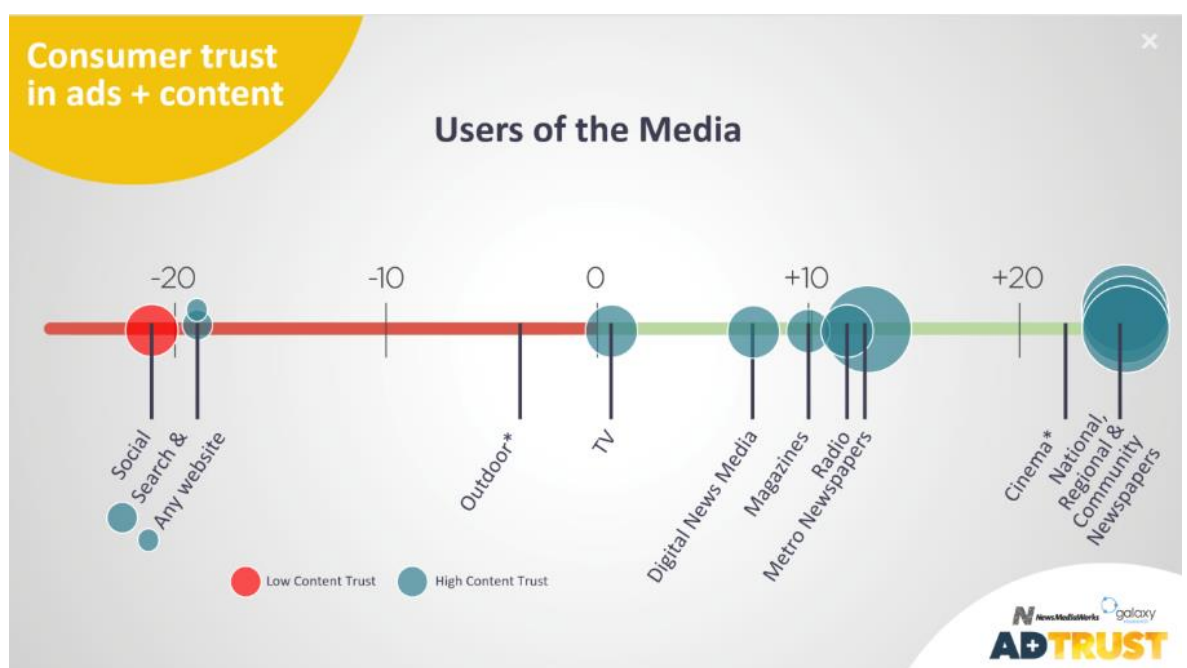 Consumer trust
in ads + content
×
Users of the Media
-20
-10
0
+10
+20
Social
Search &
Any website
Outdoor*
TV
Digital News Media
Magazines
Radio
Metro Newspapers
Cinema*
National,
Regional &
Community
Newspapers
Low Content Trust
High Content Trust
N NewsMediaWorks
galaxy
ADTRUST